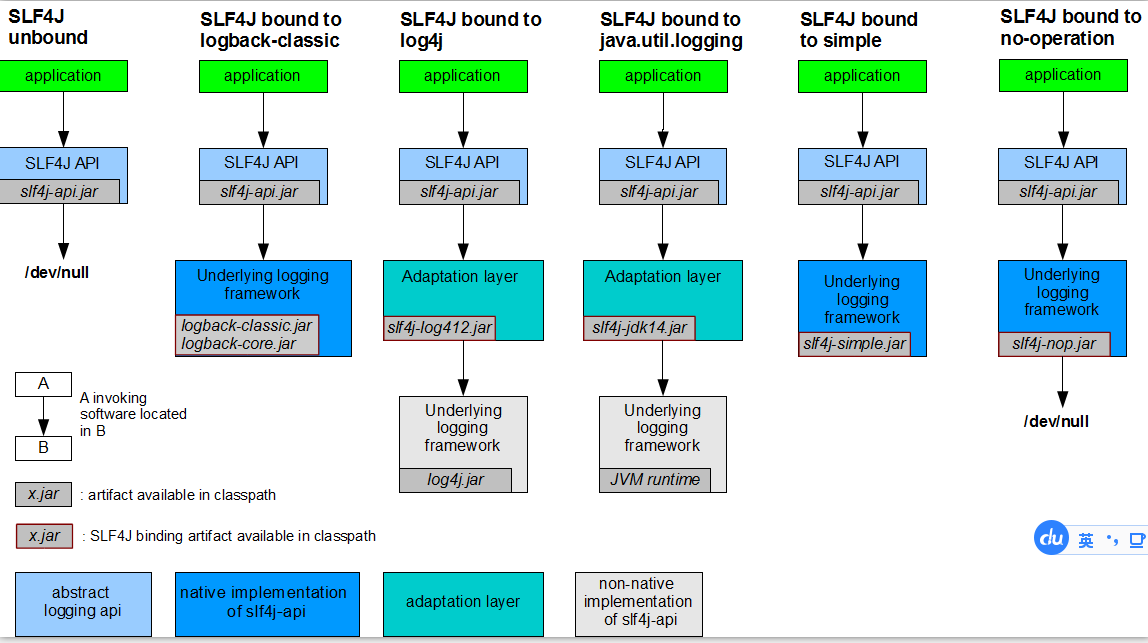 SLF4J
unbound
application
SLF4J API
slf4j-api.jar
/dev/null
SLF4J bound to
logback-classic
application
SLF4J API
slf4j-api.jar
Underlying logging
framework
logback-classic.jar
logback-core.jar
SLF4J bound to
log4j
application
SLF4J API
slf4j-api.jar
Adaptation layer
slf4j-log412.jar
Underlying
logging
framework
log4j.jar
SLF4J bound to
java.util.logging
application
SLF4J API
slf4j-api.jar
Adaptation layer
slf4j-jdk14.jar
Underlying
logging
framework
JVM runtime
SLF4J bound
to simple
application
SLF4J API
slf4j-api.jar
Underlying
logging
framework
slf4j-simple.jar
SLF4J bound to
no-operation
application
SLF4J API
slf4j-api.jar
Underlying
logging
framework
slf4j-nop.jar
/dev/null
A
B
A invoking
software located
in B
x.jar : artifact available in classpath
x.jar : SLF4J binding artifact available in classpath
abstract
logging api
native implementation
of slf4j-api
adaptation layer
non-native
implementation
of slf4j-api
du 英 °,